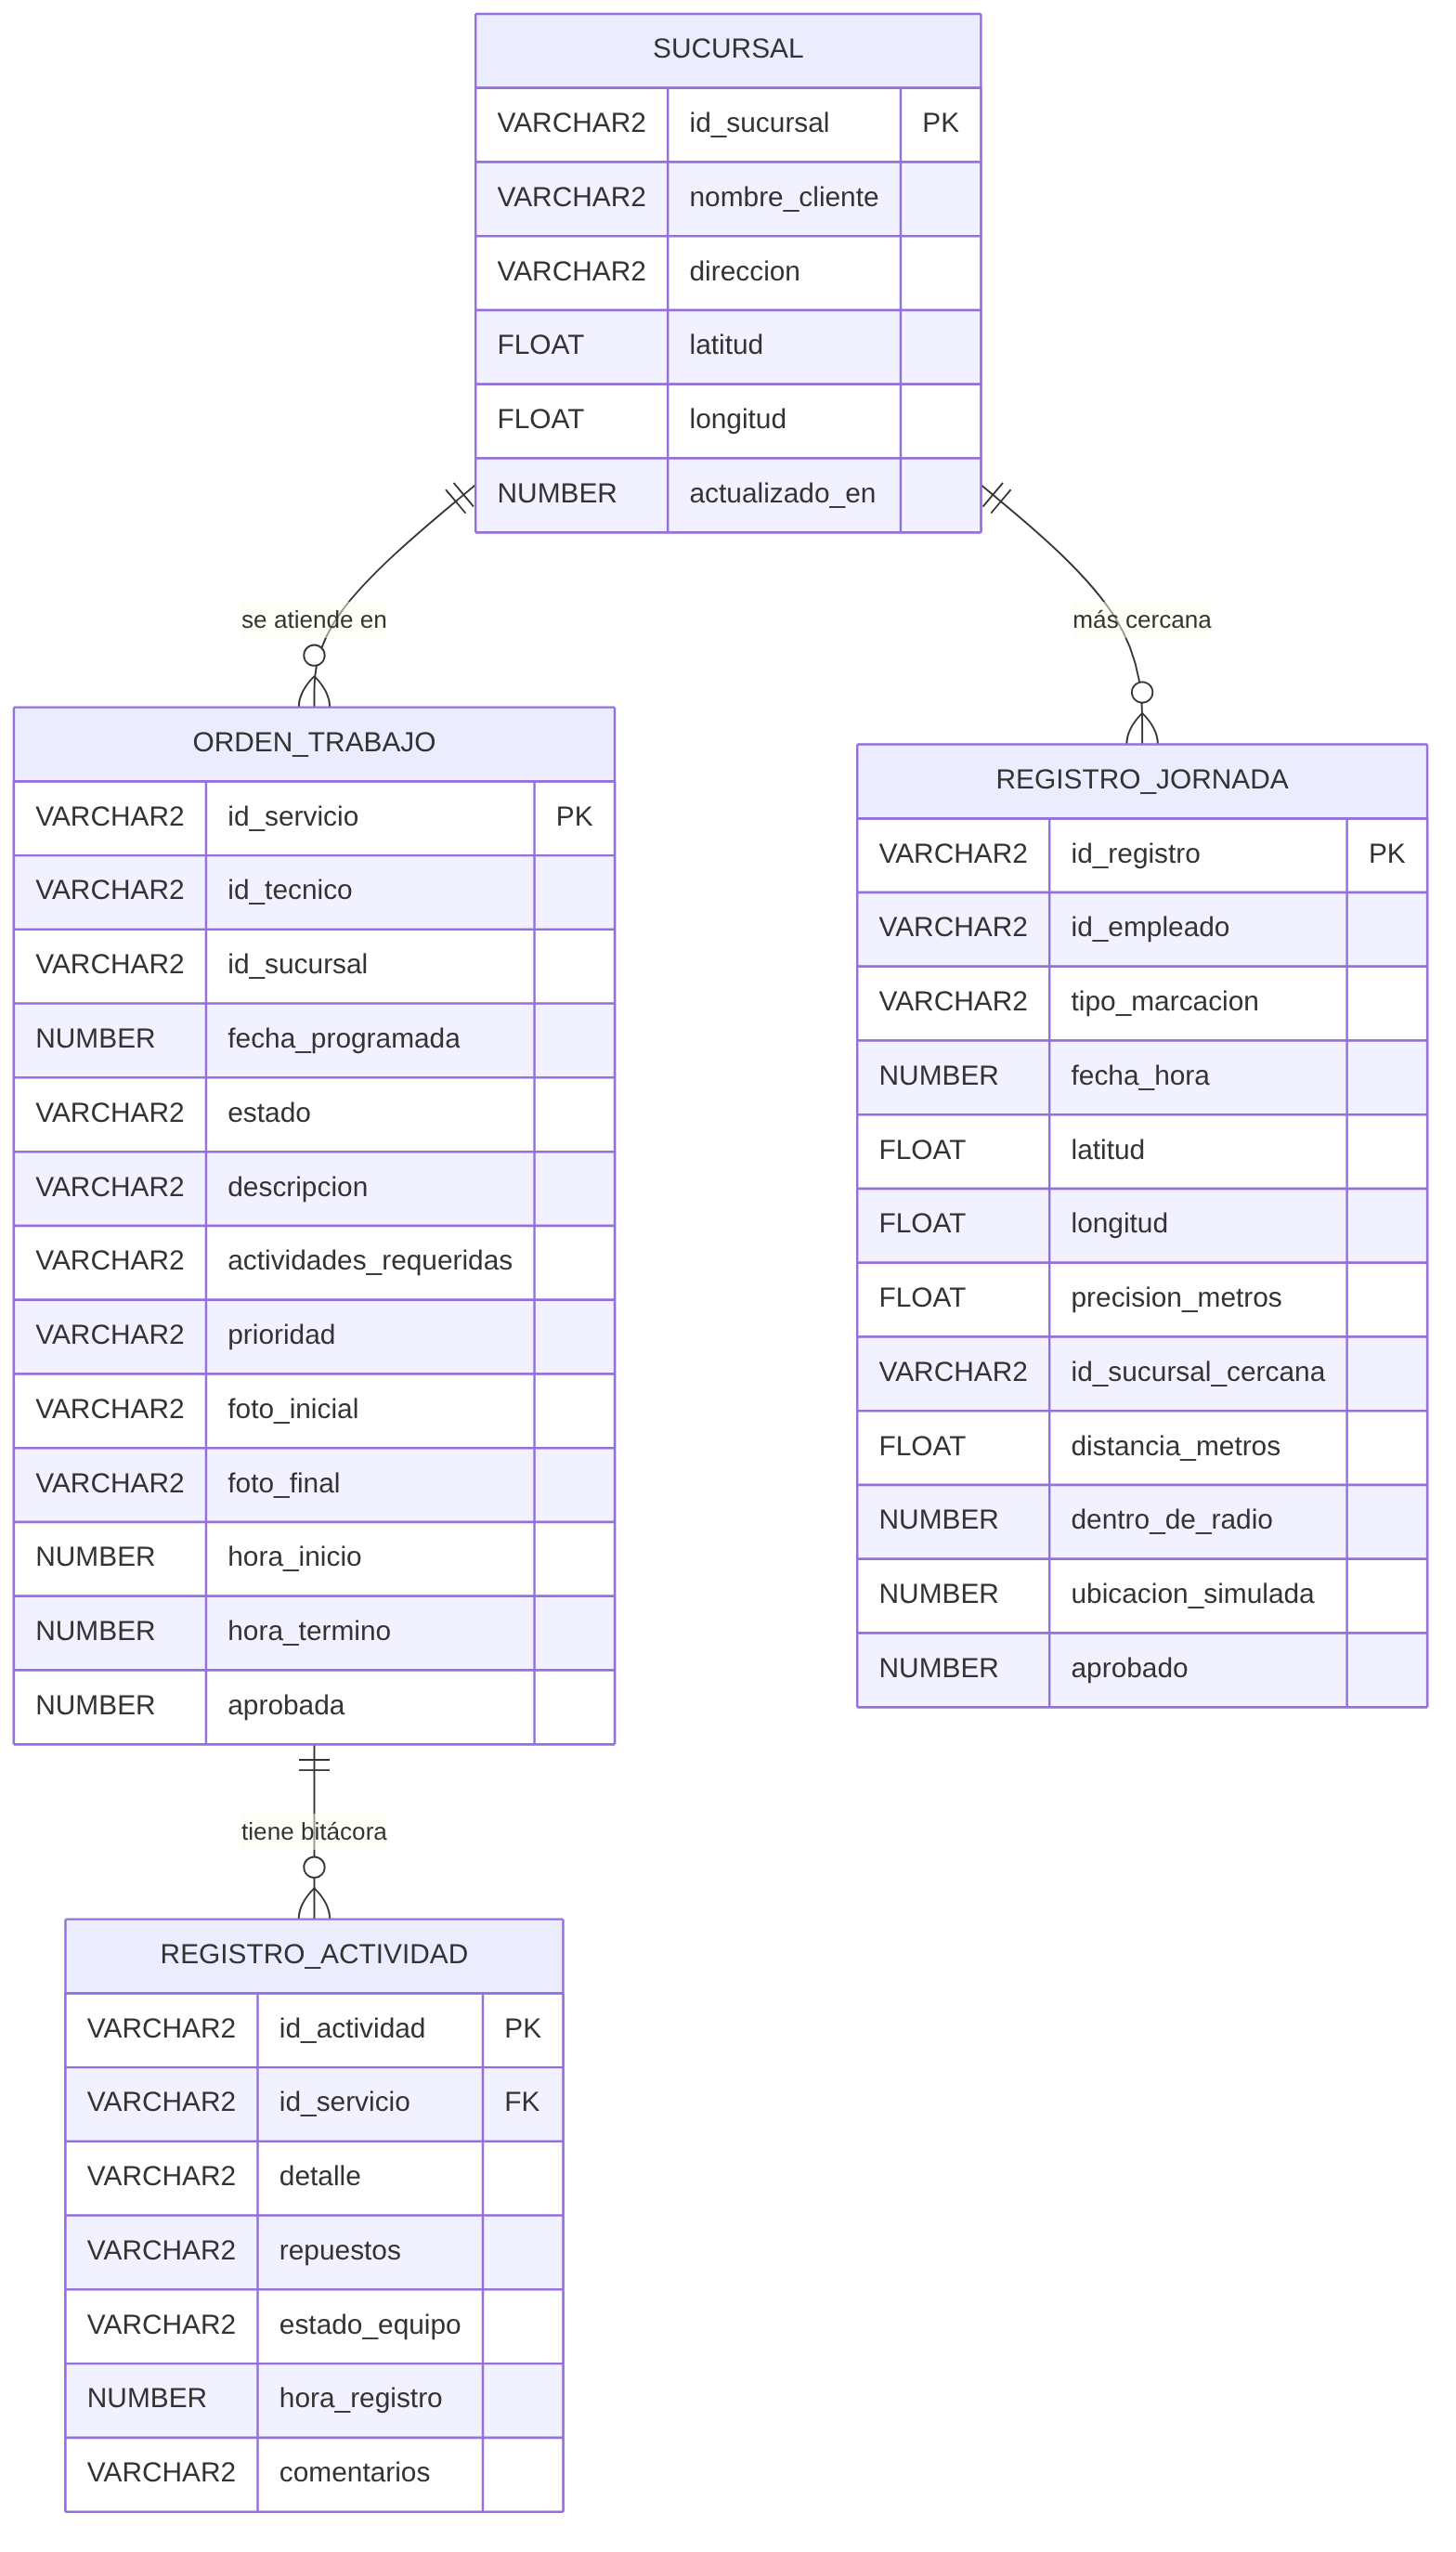 SUCURSAL
VARCHAR2 id_sucursal PK
VARCHAR2 nombre_cliente
VARCHAR2 direccion
FLOAT latitud
FLOAT longitud
NUMBER actualizado_en
se atiende en
más cercana
ORDEN_TRABAJO
VARCHAR2 id_servicio PK
VARCHAR2 id_tecnico
VARCHAR2 id_sucursal
NUMBER fecha_programada
VARCHAR2 estado
VARCHAR2 descripcion
VARCHAR2 actividades_requeridas
VARCHAR2 prioridad
VARCHAR2 foto_inicial
VARCHAR2 foto_final
NUMBER hora_inicio
NUMBER hora_termino
NUMBER aprobada
REGISTRO_JORNADA
VARCHAR2 id_registro PK
VARCHAR2 id_empleado
VARCHAR2 tipo_marcacion
NUMBER fecha_hora
FLOAT latitud
FLOAT longitud
FLOAT precision_metros
VARCHAR2 id_sucursal_cercana
FLOAT distancia_metros
NUMBER dentro_de_radio
NUMBER ubicacion_simulada
NUMBER aprobado
tiene bitácora
REGISTRO_ACTIVIDAD
VARCHAR2 id_actividad PK
VARCHAR2 id_servicio FK
VARCHAR2 detalle
VARCHAR2 repuestos
VARCHAR2 estado_equipo
NUMBER hora_registro
VARCHAR2 comentarios